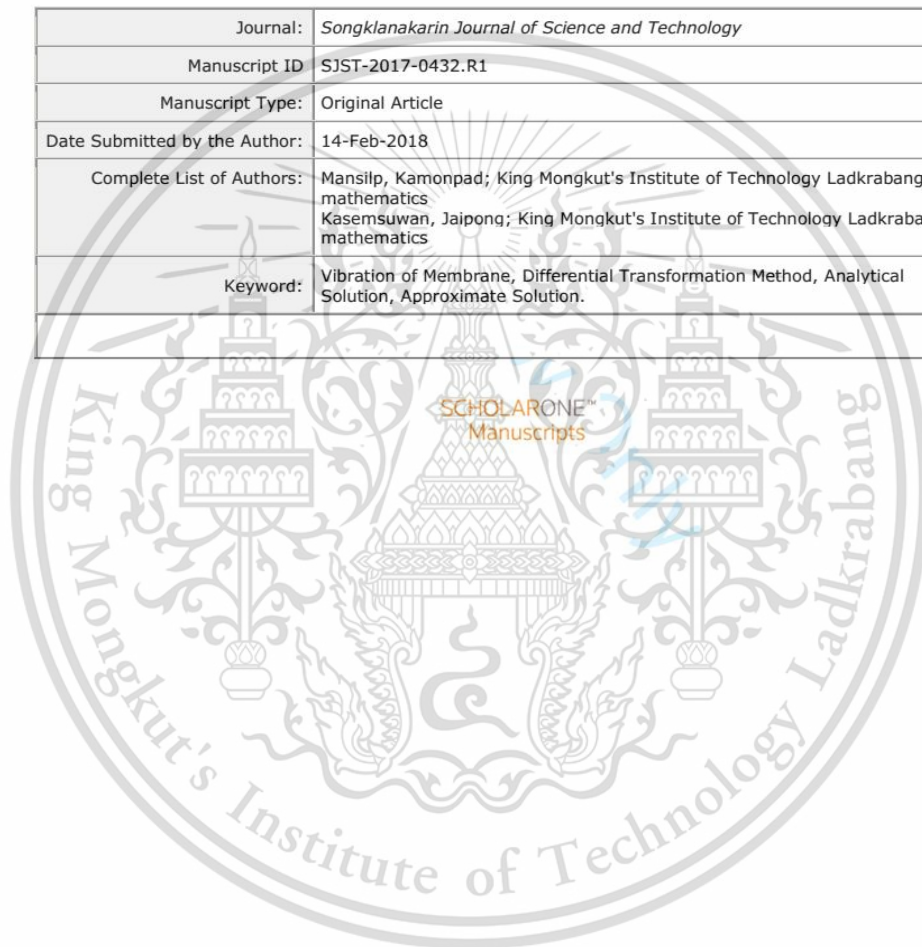 Journal: Songklanakarin Journal of Science and Technology
Manuscript ID SJST-2017-0432.R1
Manuscript Type: Original Article
Date Submitted by the Author: 14-Feb-2018
Complete List of Authors: Mansilp, Kamonpad; King Mongkut's Institute of Technology Ladkrabang
mathematics
Kasemsuwan, Jaipong; King Mongkut's Institute of Technology Ladkraba
mathematics
Keyword: Vibration of Membrane, Differential Transformation Method, Analytical
Solution, Approximate Solution.
SCHOLARONE™
Manuscripts
w Only
King Mongkut's Institute of Technology Ladkrabang